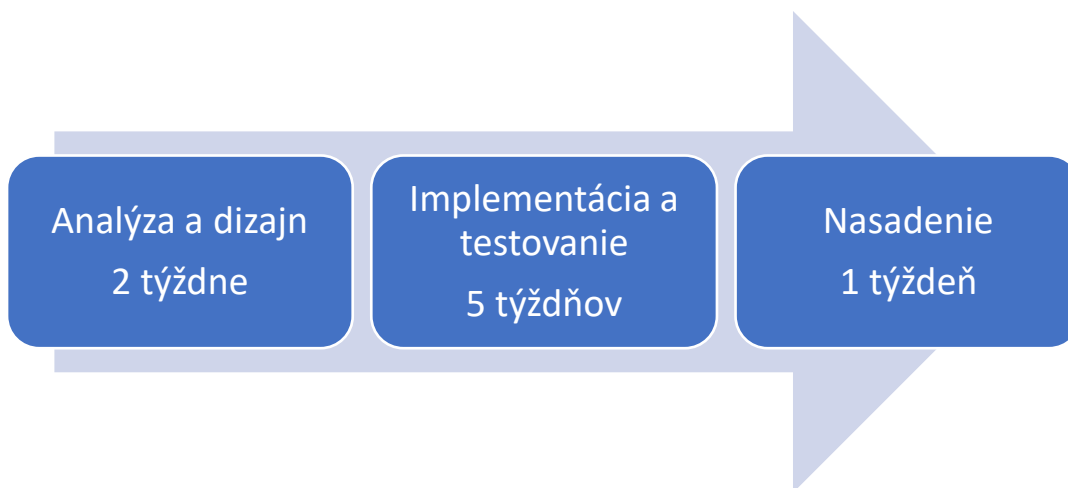 Analýza a dizajn
2 týždne
Implementácia a
testovanie
5 týždňov
Nasadenie
1 týždeň